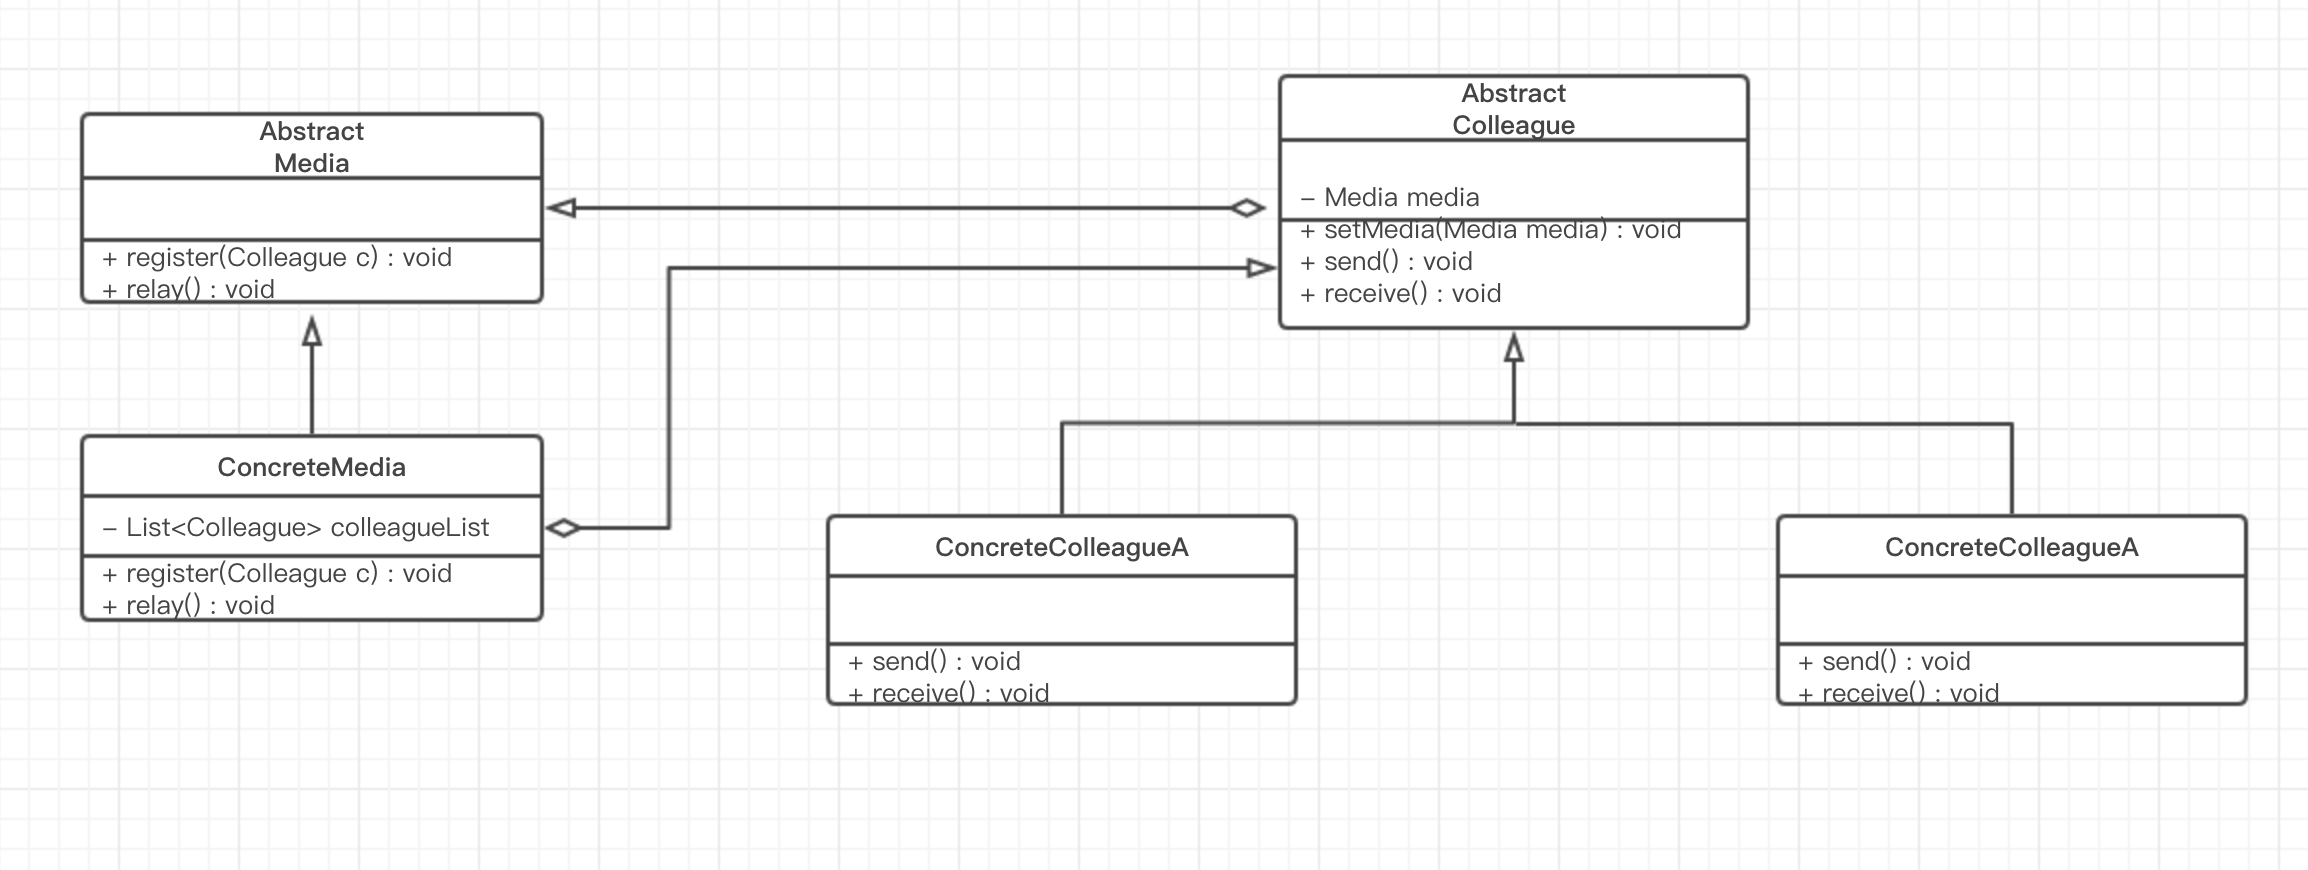 Abstract
Media
+ register(Colleague c) : void
+ relay() : void
Abstract
Colleague
– Media media
+ setMedia(Media media) : void
+ send() : void
+ receive() : void
ConcreteMedia
– List<Colleague> colleagueList
+ register(Colleague c) : void
+ relay() : void
ConcreteColleagueA
+ send() : void
+ receive() : void
ConcreteColleagueA
+ send() : void
+ receive() : void